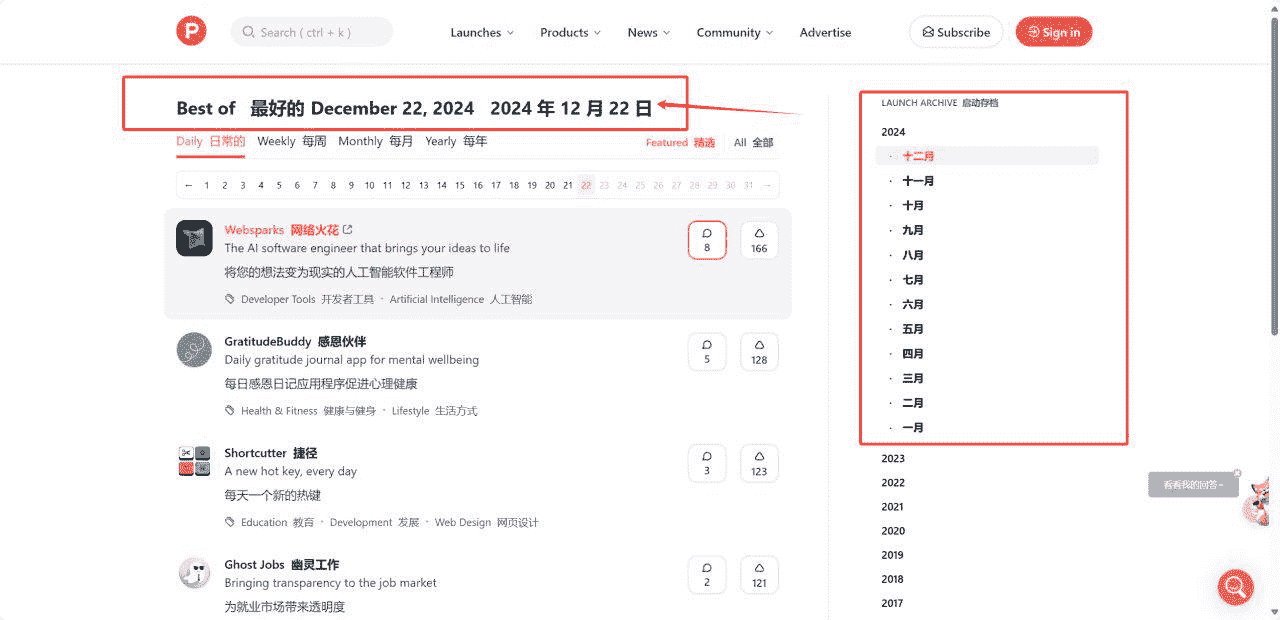 P
Search ( ctrl + k )
Launches
Products
News
Community
Advertise
Subscribe
Sign in
Best of 最好的 December 22, 2024 2024 年 12 月 22 日
Daily 日常的 Weekly 每周 Monthly 每月 Yearly 每年
Featured 精选 All 全部
← 1 2 3 4 5 6 7 8 9 10 11 12 13 14 15 16 17 18 19 20 21 22 23 24 25 26 27 28 29 30 31 →
Websparks 网络火花
The AI software engineer that brings your ideas to life
将您的想法变为现实的人工智能软件工程师
Developer Tools 开发者工具 · Artificial Intelligence 人工智能
8
166
GratitudeBuddy 感恩伙伴
Daily gratitude journal app for mental wellbeing
每日感恩日记应用程序促进心理健康
Health & Fitness 健康与健身 · Lifestyle 生活方式
5
128
Shortcutter 捷径
A new hot key, every day
每天一个新的热键
Education 教育 · Development 发展 · Web Design 网页设计
3
123
Ghost Jobs 幽灵工作
Bringing transparency to the job market
为就业市场带来透明度
2
121
LAUNCH ARCHIVE 启动存档
2024
· 十二月
· 十一月
· 十月
· 九月
· 八月
· 七月
· 六月
· 五月
· 四月
· 三月
· 二月
· 一月
2023
2022
2021
2020
2019
2018
2017
看看我的回答~